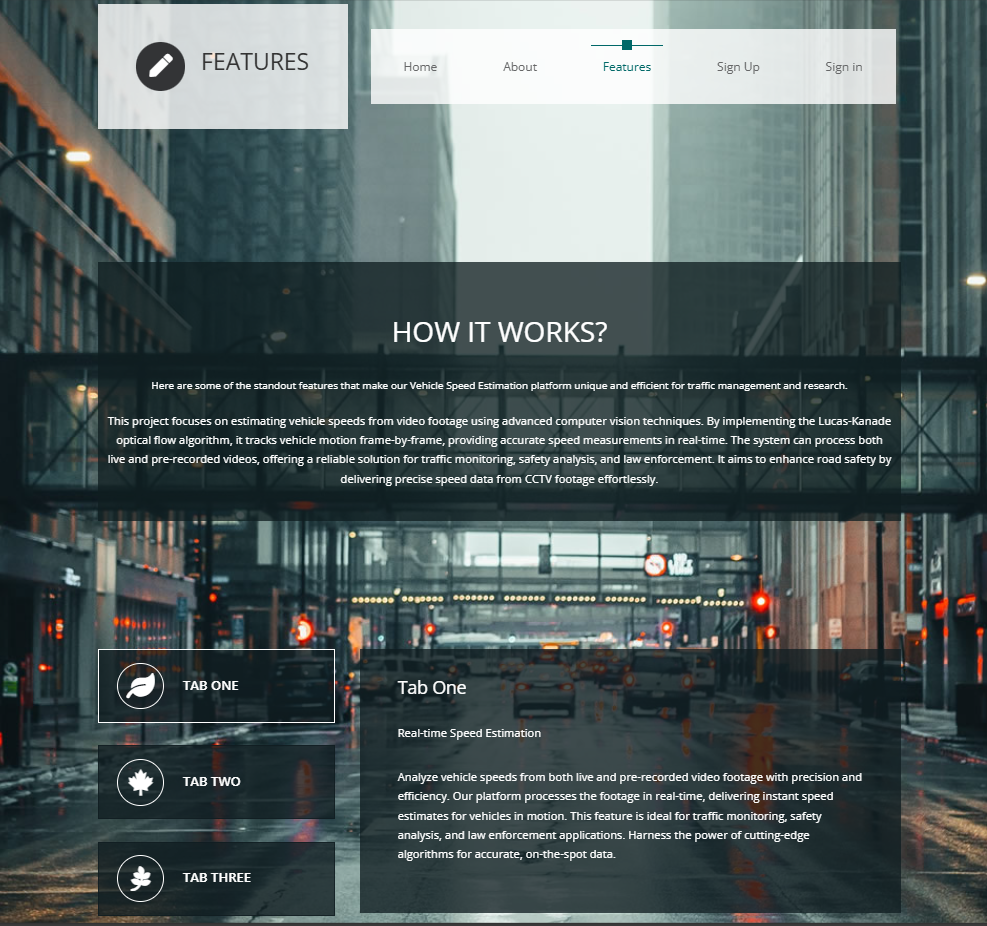 FEATURES
Home About Features Sign Up Sign in
HOW IT WORKS?
Here are some of the standout features that make our Vehicle Speed Estimation platform unique and efficient for traffic management and research.
This project focuses on estimating vehicle speeds from video footage using advanced computer vision techniques. By implementing the Lucas-Kanade
optical flow algorithm, it tracks vehicle motion frame-by-frame, providing accurate speed measurements in real-time. The system can process both
live and pre-recorded videos, offering a reliable solution for traffic monitoring, safety analysis, and law enforcement. It aims to enhance road safety by
delivering precise speed data from CCTV footage effortlessly.
TAB ONE
TAB TWO
TAB THREE
Tab One
Real-time Speed Estimation
Analyze vehicle speeds from both live and pre-recorded video footage with precision and
efficiency. Our platform processes the footage in real-time, delivering instant speed
estimates for vehicles in motion. This feature is ideal for traffic monitoring, safety
analysis, and law enforcement applications. Harness the power of cutting-edge
algorithms for accurate, on-the-spot data.